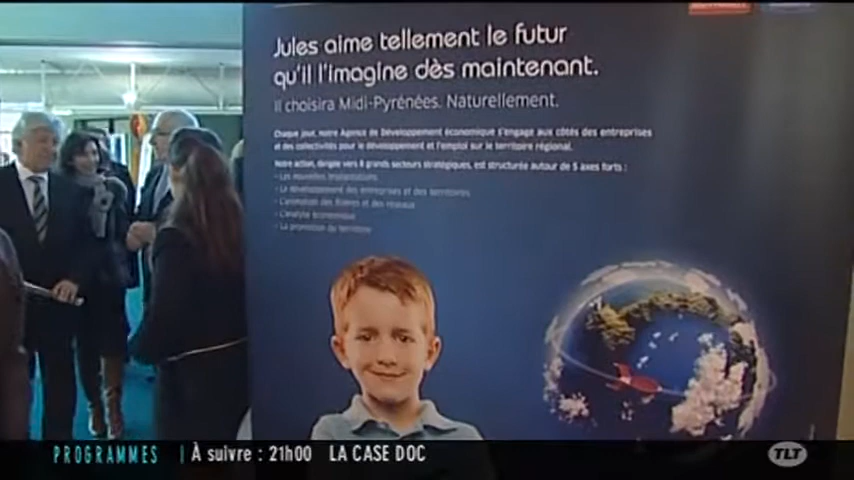 Jules aime tellement le futur
qu'il l'imagine dès maintenant.
Il choisira Midi-Pyrénées. Naturellement.
Chaque jour, notre Agence de Développement économique s'engage aux côtés des entreprises
et des collectivités pour le développement et l'emploi sur le territoire régional.
Notre action, dirigée vers 8 grands secteurs stratégiques, est structurée autour de 5 axes forts :
- Les nouvelles implantations
- Le développement des entreprises et des territoires
- L'animation des filières et des réseaux
- L'analyse économique
- La promotion du territoire
PROGRAMMES | À suivre : 21h00 LA CASE DOC
TLT